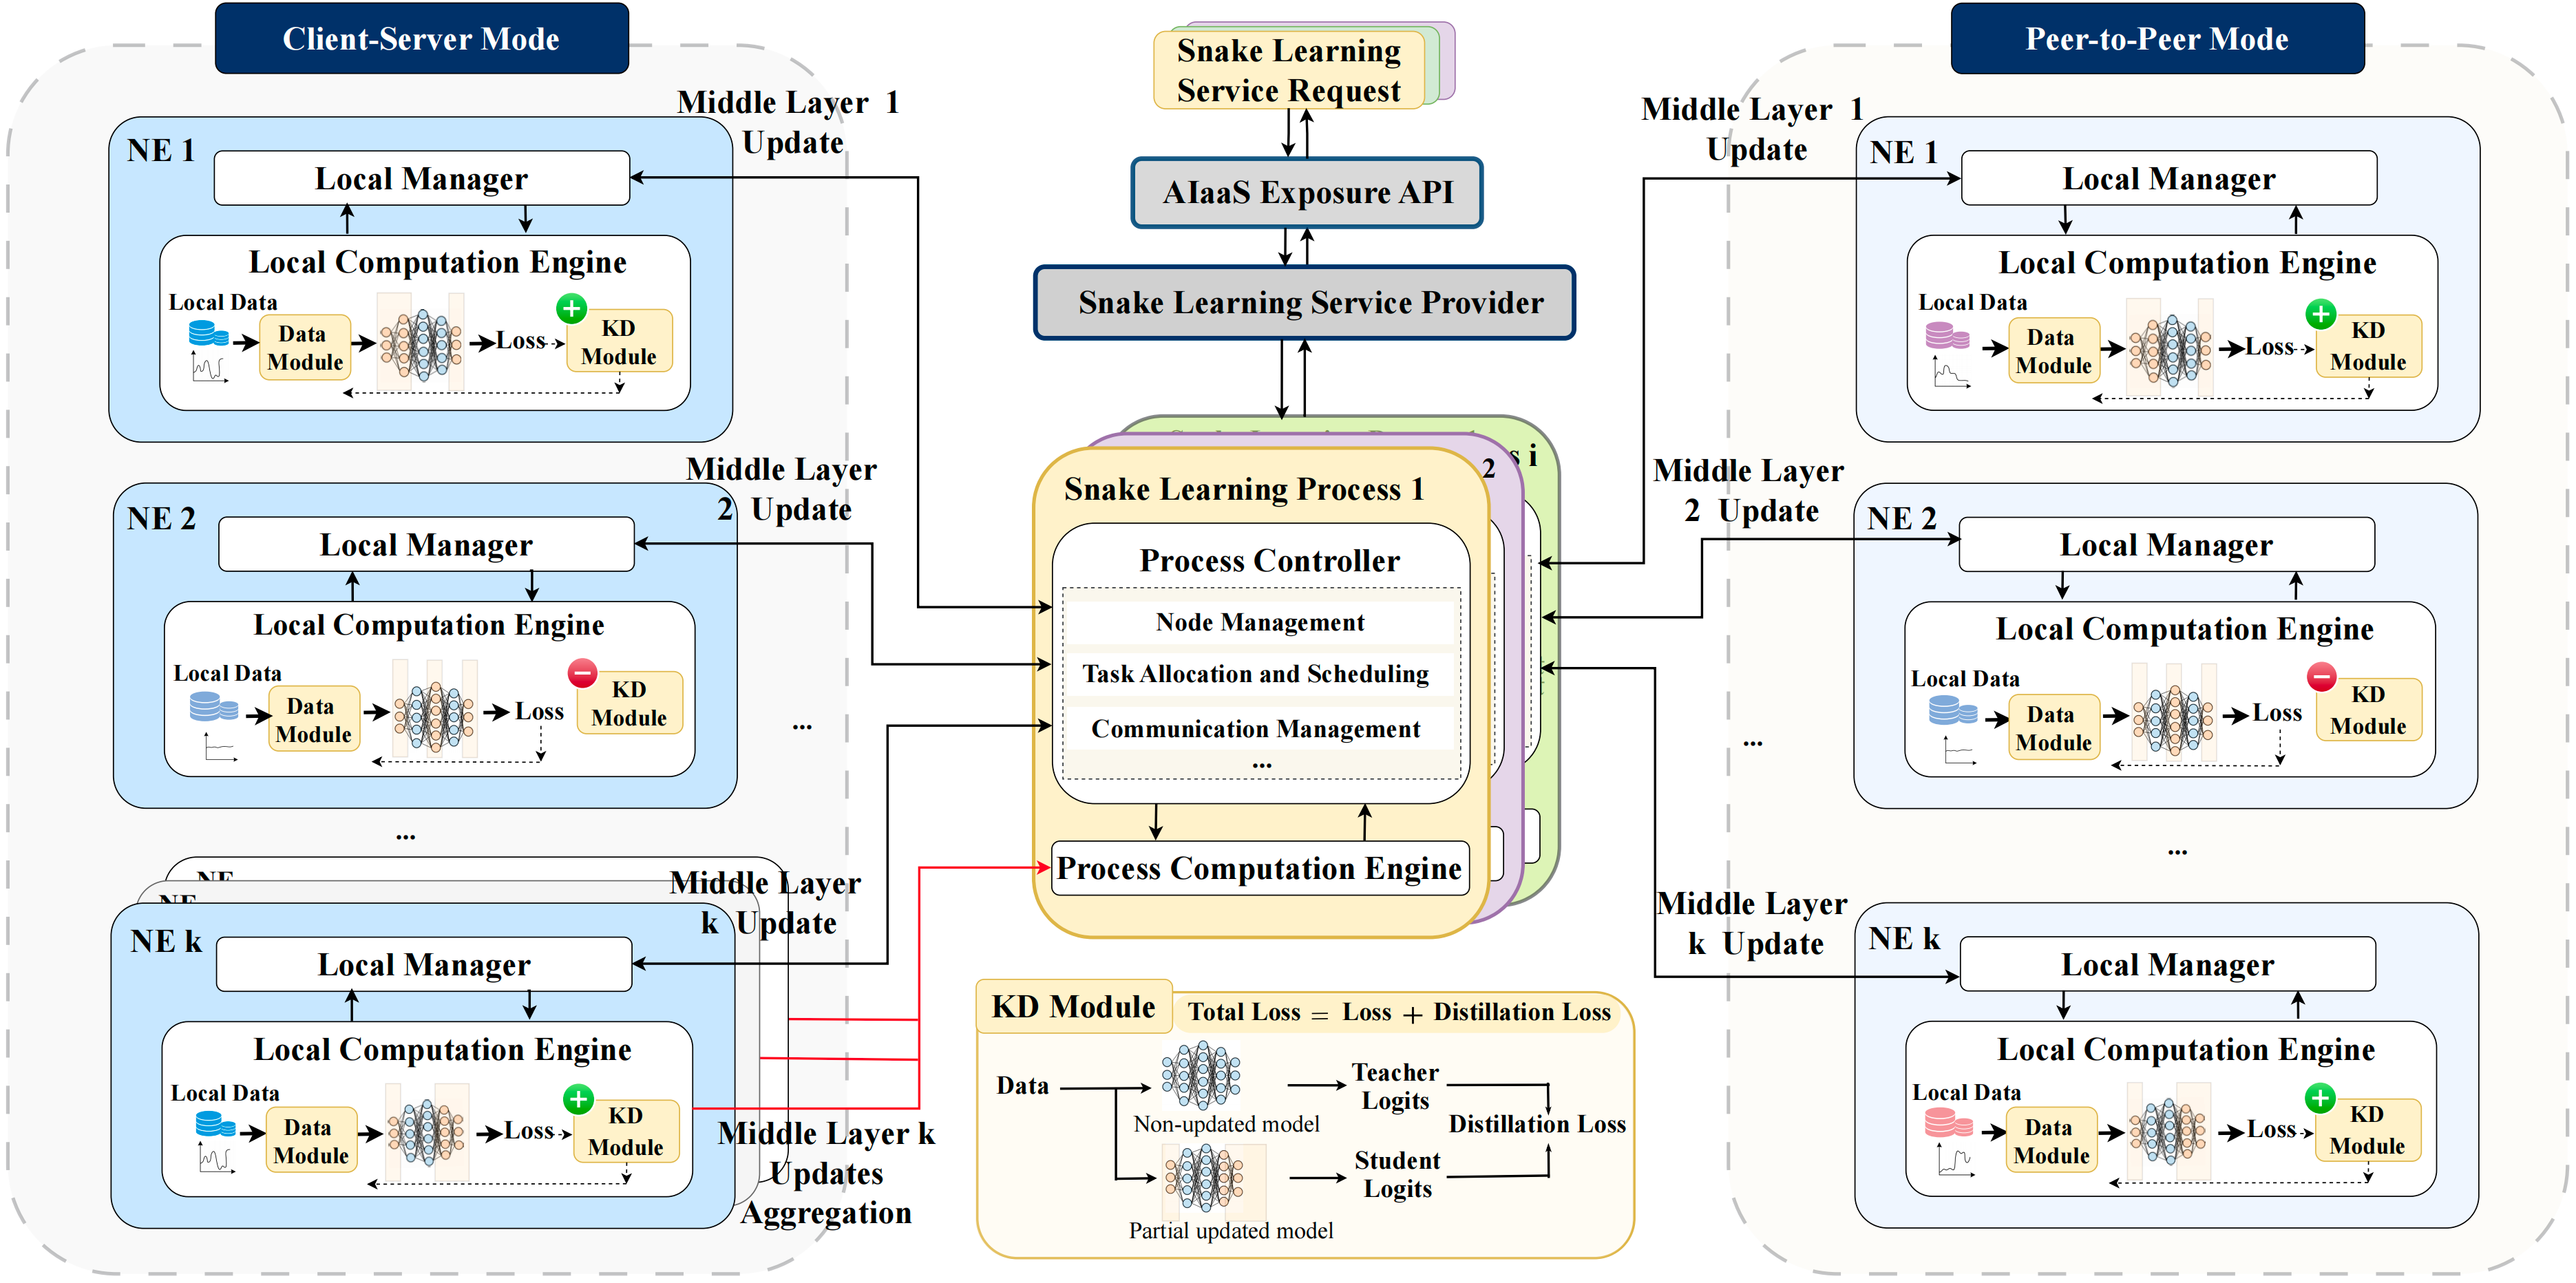 Client-Server Mode
NE 1
Local Manager
Local Computation Engine
Local Data
Data
Module
Loss
KD
Module
Middle Layer 1
Update
NE 2
Local Manager
Local Computation Engine
Local Data
Data
Module
Loss
KD
Module
Middle Layer
2 Update
...
...
NE
NE
NE k
Local Manager
Local Computation Engine
Local Data
Data
Module
Loss
KD
Module
Middle Layer
k Update
Middle Layer k
Updates
Aggregation
Snake Learning
Service Request
AIaaS Exposure API
Snake Learning Service Provider
s i
2
Snake Learning Process 1
Process Controller
Node Management
Task Allocation and Scheduling
Communication Management
...
Process Computation Engine
KD Module
Total Loss = Loss + Distillation Loss
Data
Non-updated model
Teacher
Logits
Distillation Loss
Partial updated model
Student
Logits
Peer-to-Peer Mode
Middle Layer 1
Update
NE 1
Local Manager
Local Computation Engine
Local Data
Data
Module
Loss
KD
Module
Middle Layer
2 Update
NE 2
Local Manager
Local Computation Engine
Local Data
Data
Module
Loss
KD
Module
...
...
Middle Layer
k Update
NE k
Local Manager
Local Computation Engine
Local Data
Data
Module
Loss
KD
Module